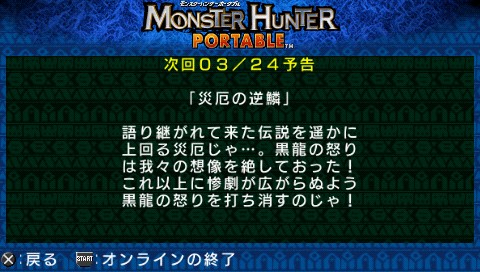 モンスターハンターポータブル
MONSTER HUNTER
PORTABLE™
次回03/24予告
「災厄の逆鱗」
語り継がれて来た伝説を遥かに
上回る災厄じゃ…。黒龍の怒り
は我々の想像を絶しておった!
これ以上に惨劇が広がらぬよう
黒龍の怒りを打ち消すのじゃ!
×:戻る START:オンラインの終了